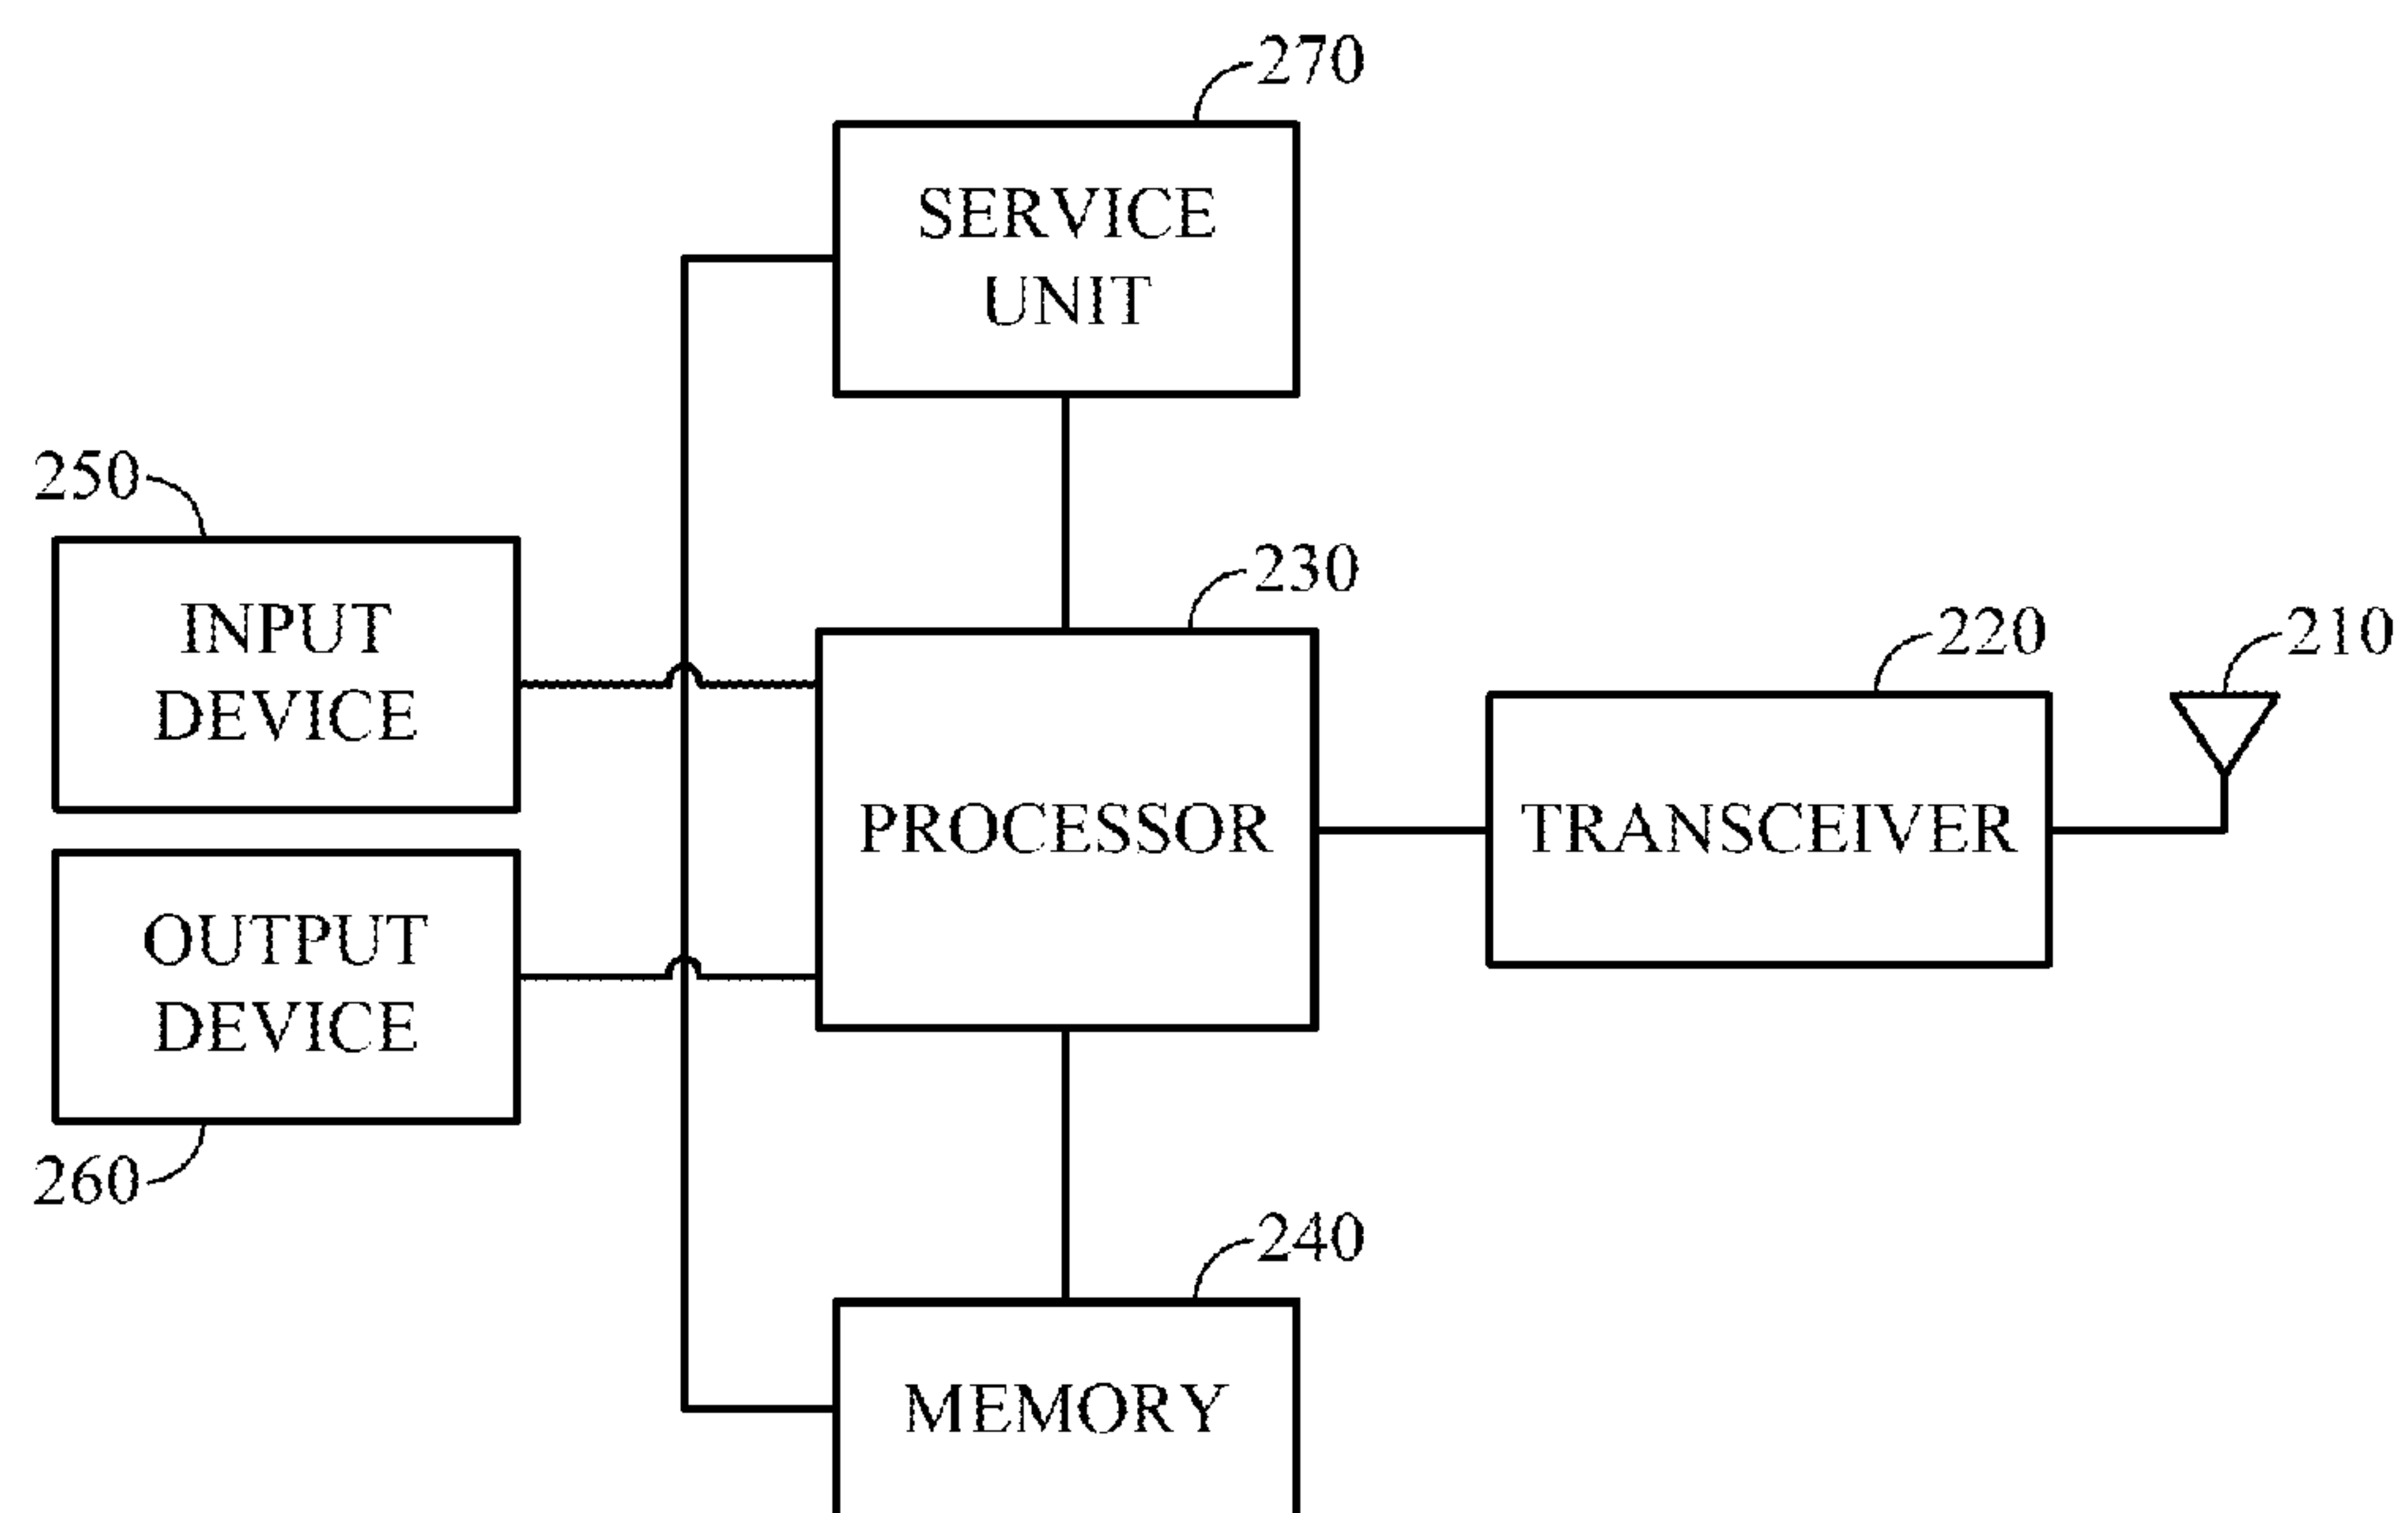 270
SERVICE
UNIT
250
INPUT
DEVICE
230
PROCESSOR
220
TRANSCEIVER
210
OUTPUT
DEVICE
260
240
MEMORY